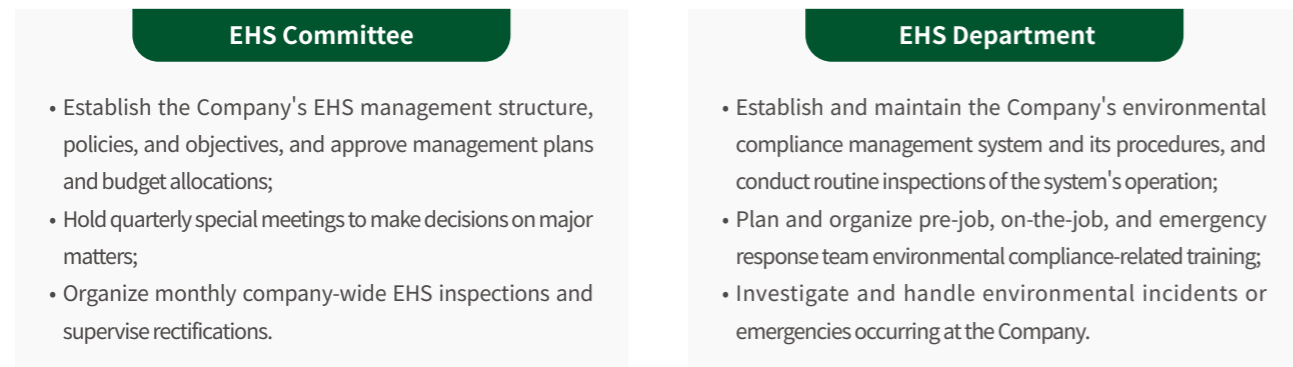 EHS Committee
• Establish the Company's EHS management structure,
policies, and objectives, and approve management plans
and budget allocations;
• Hold quarterly special meetings to make decisions on major
matters;
• Organize monthly company-wide EHS inspections and
supervise rectifications.
EHS Department
• Establish and maintain the Company's environmental
compliance management system and its procedures, and
conduct routine inspections of the system's operation;
• Plan and organize pre-job, on-the-job, and emergency
response team environmental compliance-related training;
• Investigate and handle environmental incidents or
emergencies occurring at the Company.